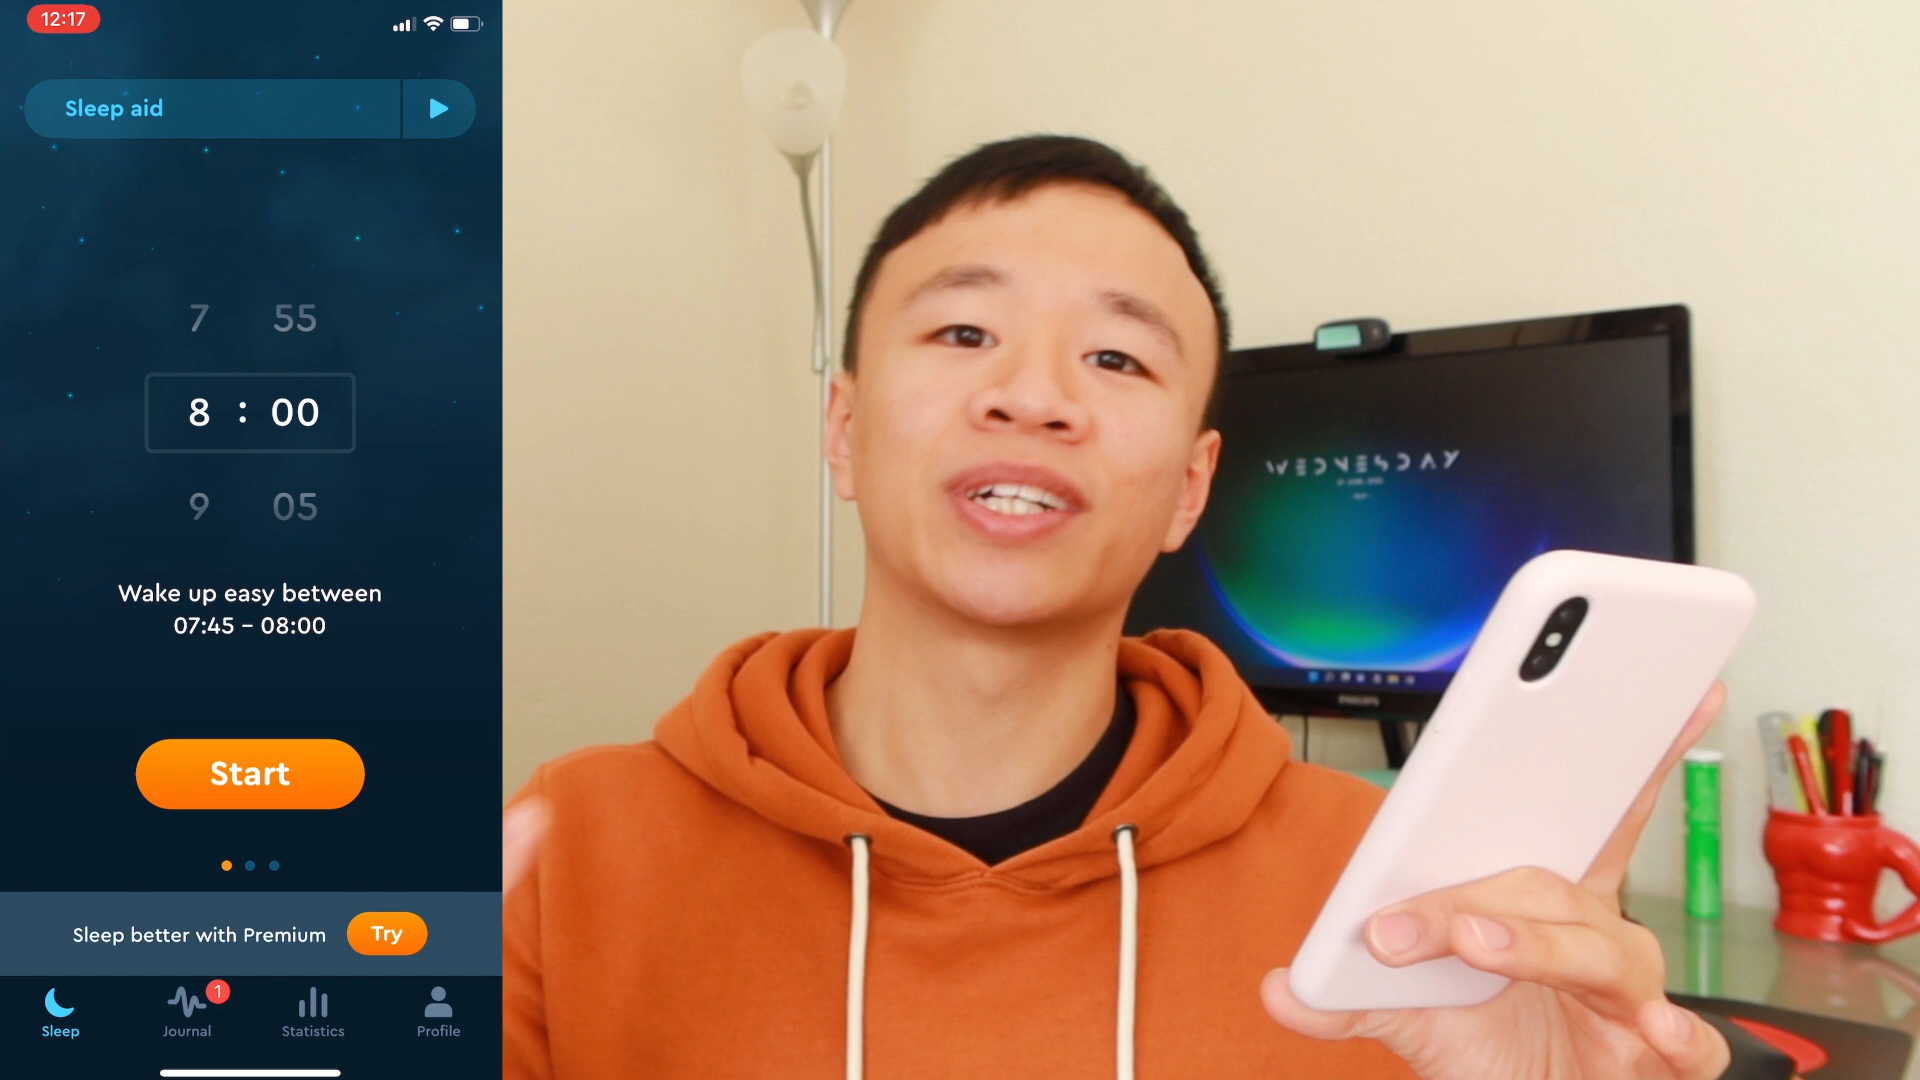 12:17
Sleep aid
7 55
8 : 00
9 05
Wake up easy between
07:45 – 08:00
Start
Sleep better with Premium
Try
1
Sleep
Journal
Statistics
Profile
WEDNESDAY
PHILIPS